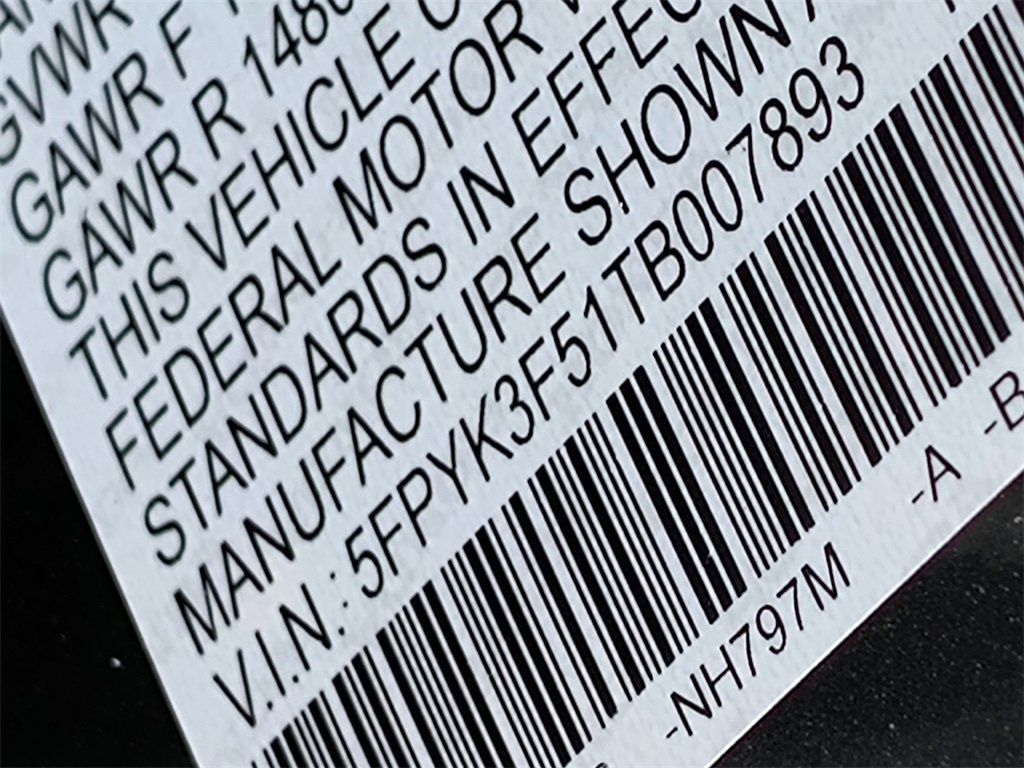 GVWR
GAWR F
GAWR R 1480
THIS VEHICLE
FEDERAL MOTOR
STANDARDS IN EFFEC
MANUFACTURE SHOWN
V.I.N.: 5FPYK3F51TB007893
-NH797M -A -B